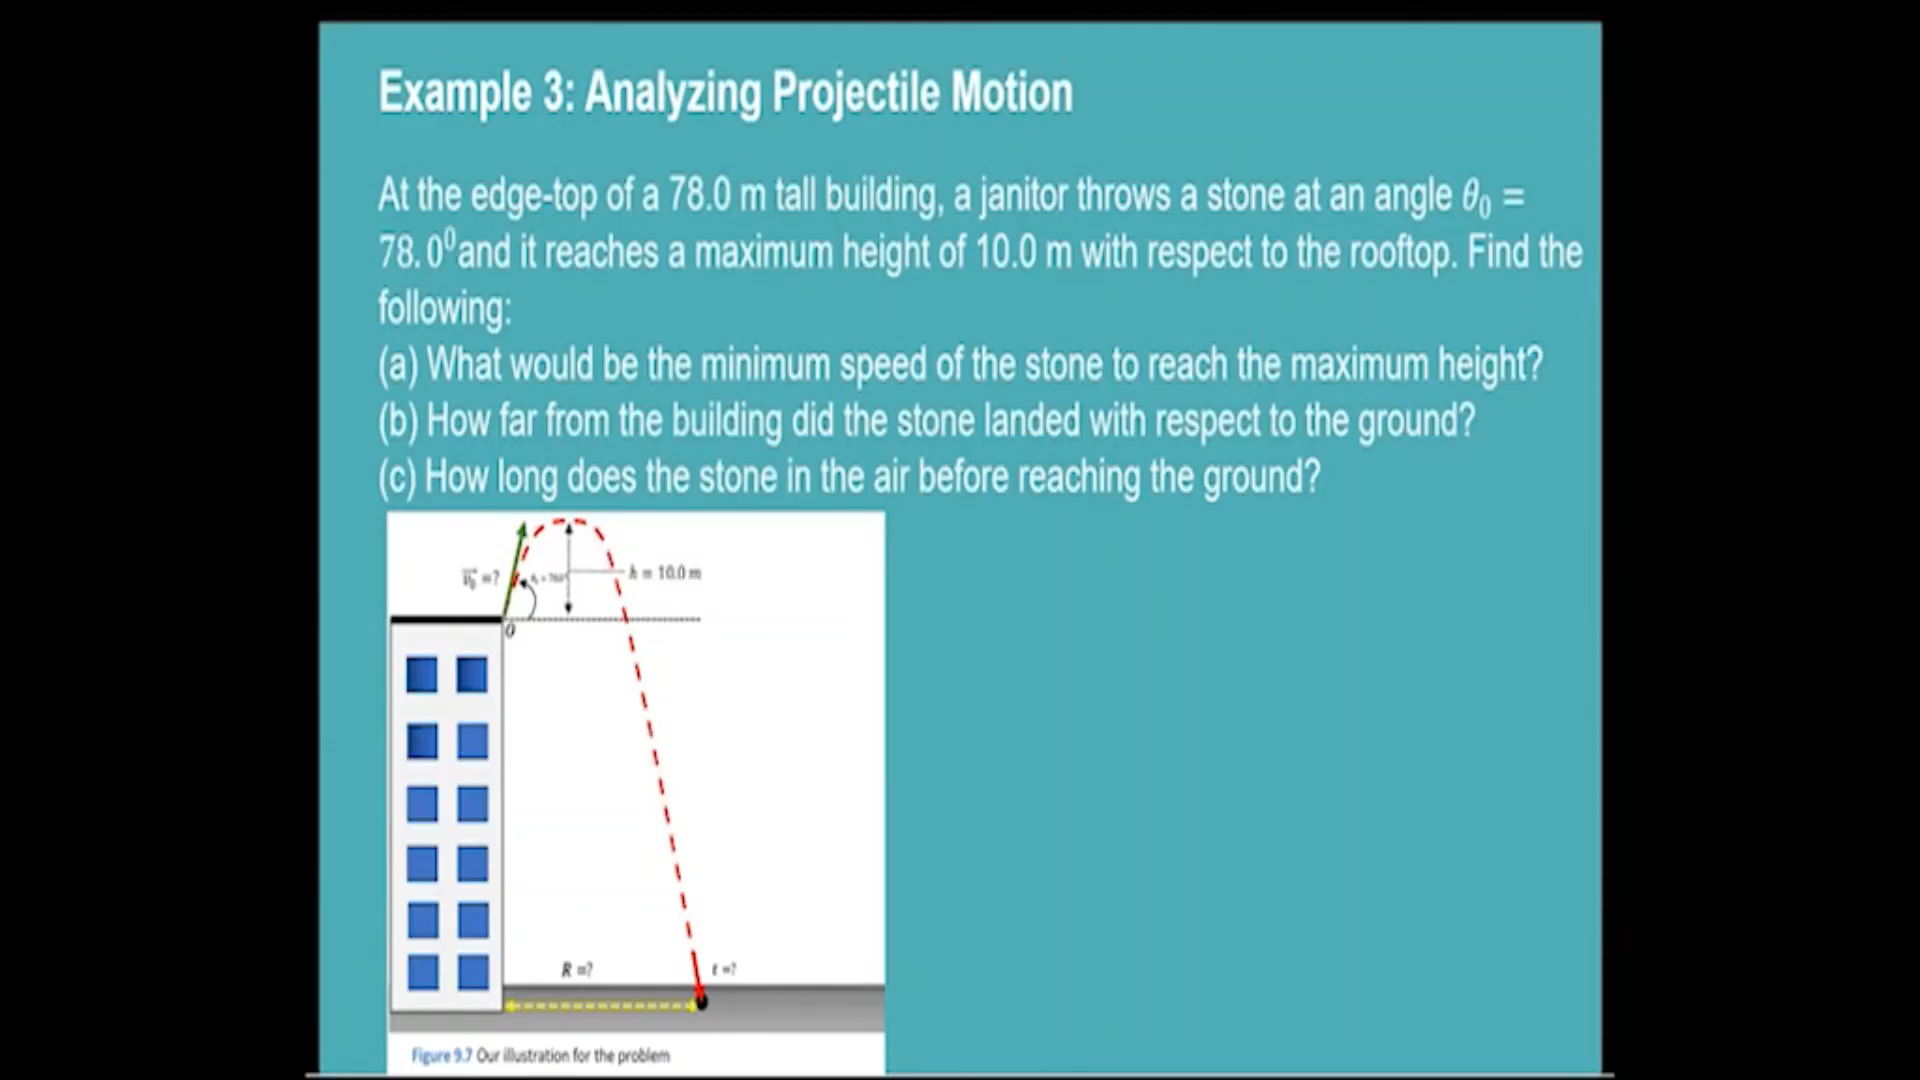 Example 3: Analyzing Projectile Motion
At the edge-top of a 78.0 m tall building, a janitor throws a stone at an angle θ₀ =
78.0⁰and it reaches a maximum height of 10.0 m with respect to the rooftop. Find the
following:
(a) What would be the minimum speed of the stone to reach the maximum height?
(b) How far from the building did the stone landed with respect to the ground?
(c) How long does the stone in the air before reaching the ground?
v₀ =?
h = 10.0 m
O
R =?
t =?
Figure 9.7 Our illustration for the problem